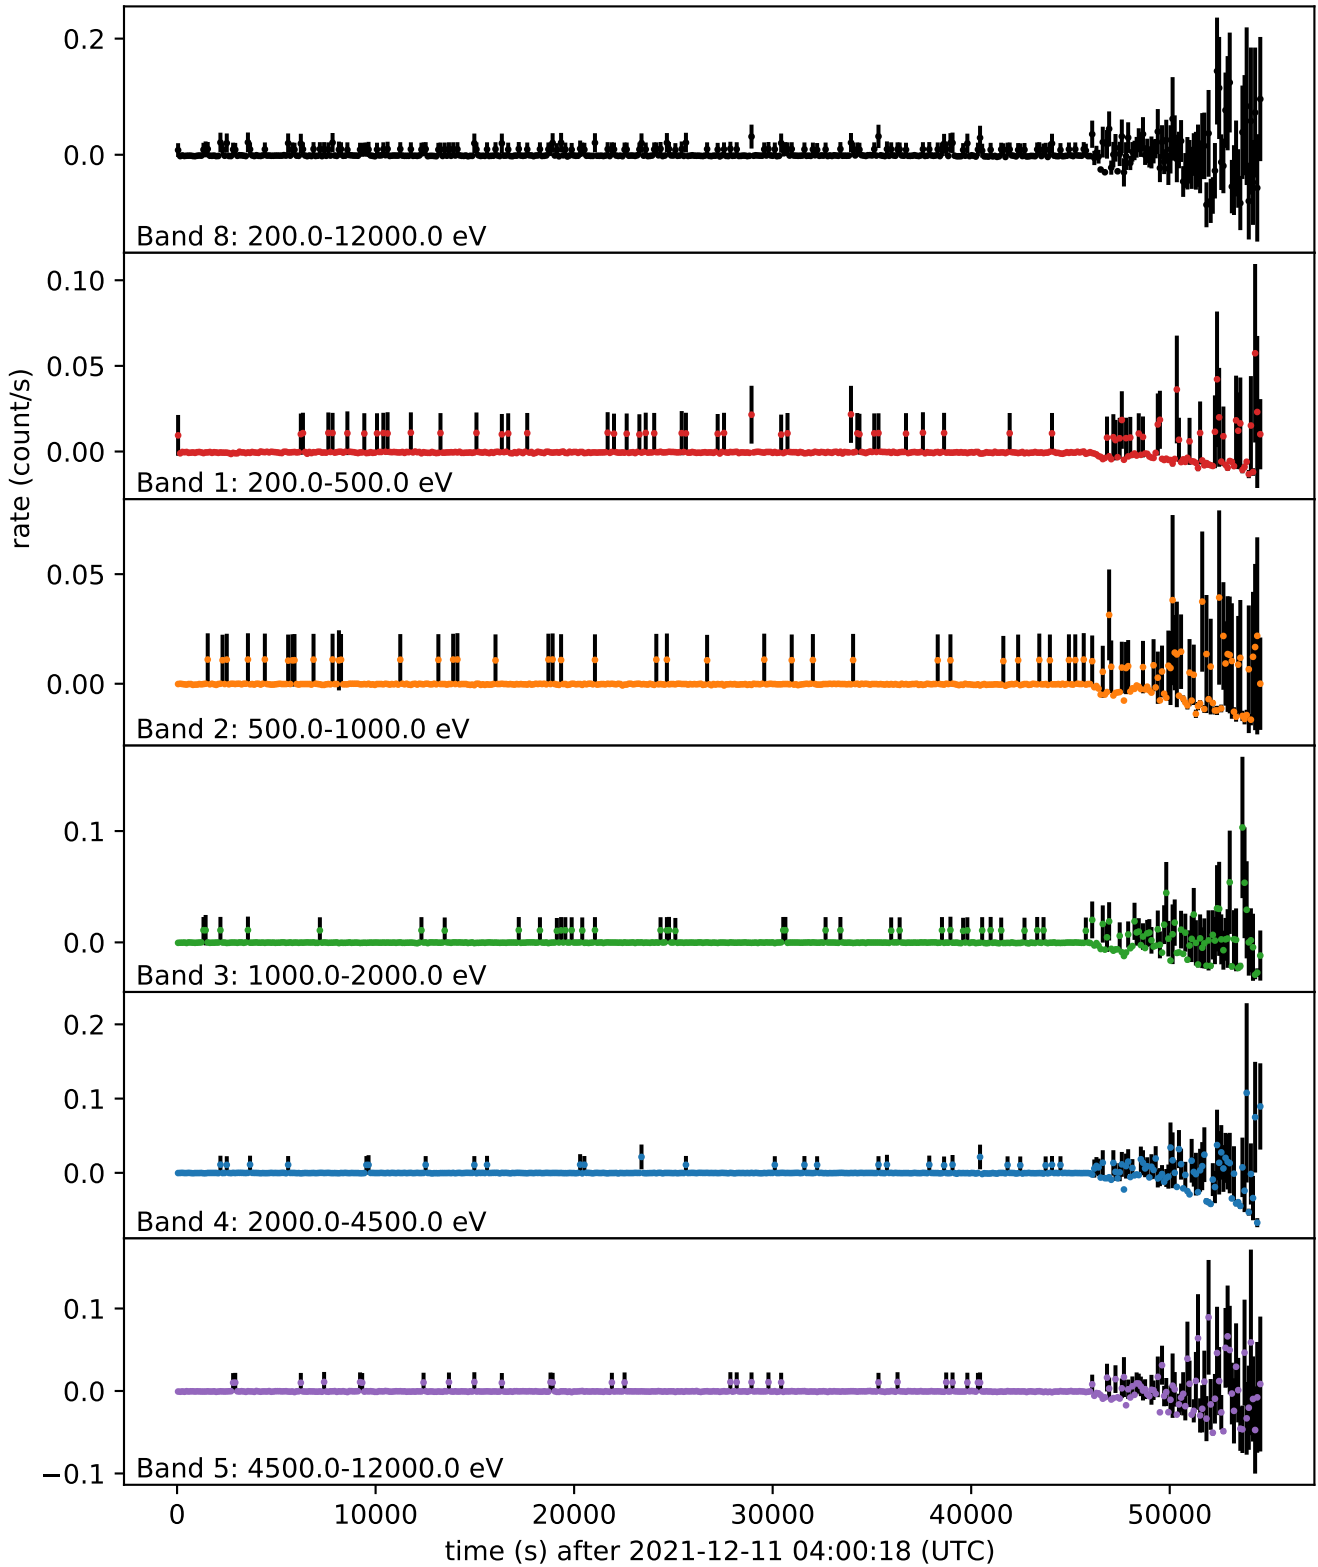 0.2
0.0
Band 8: 200.0-12000.0 eV
0.10
0.05
0.00
Band 1: 200.0-500.0 eV
rate (count/s)
0.05
0.00
Band 2: 500.0-1000.0 eV
0.1
0.0
Band 3: 1000.0-2000.0 eV
0.2
0.1
0.0
Band 4: 2000.0-4500.0 eV
0.1
0.0
−0.1
Band 5: 4500.0-12000.0 eV
0 10000 20000 30000 40000 50000
time (s) after 2021-12-11 04:00:18 (UTC)